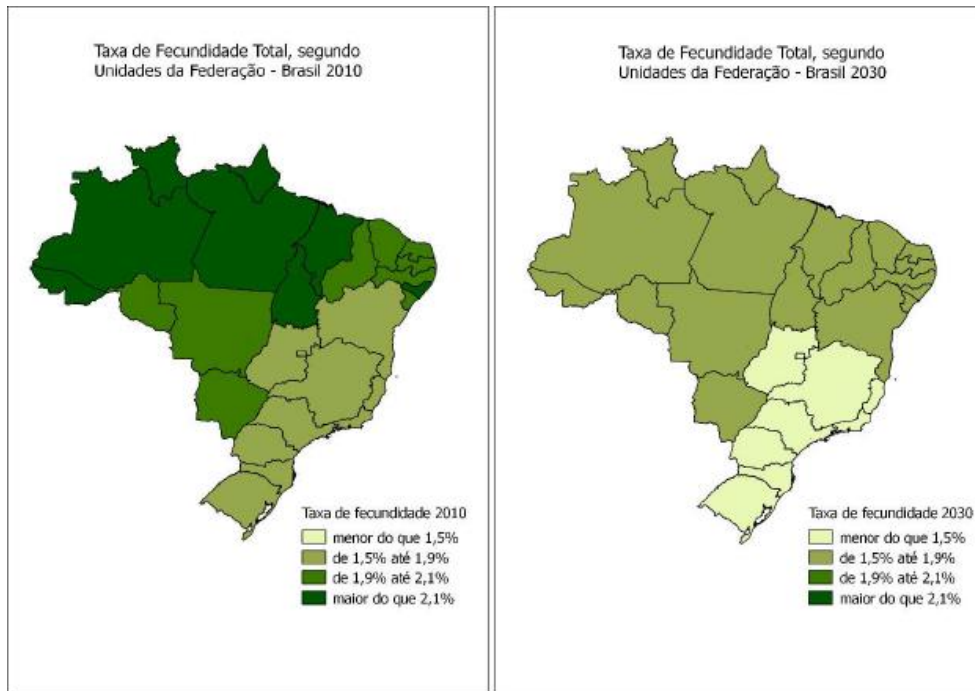 Taxa de Fecundidade Total, segundo
Unidades da Federação - Brasil 2010
Taxa de fecundidade 2010
menor do que 1,5%
de 1,5% até 1,9%
de 1,9% até 2,1%
maior do que 2,1%
Taxa de Fecundidade Total, segundo
Unidades da Federação - Brasil 2030
Taxa de fecundidade 2030
menor do que 1,5%
de 1,5% até 1,9%
de 1,9% até 2,1%
maior do que 2,1%